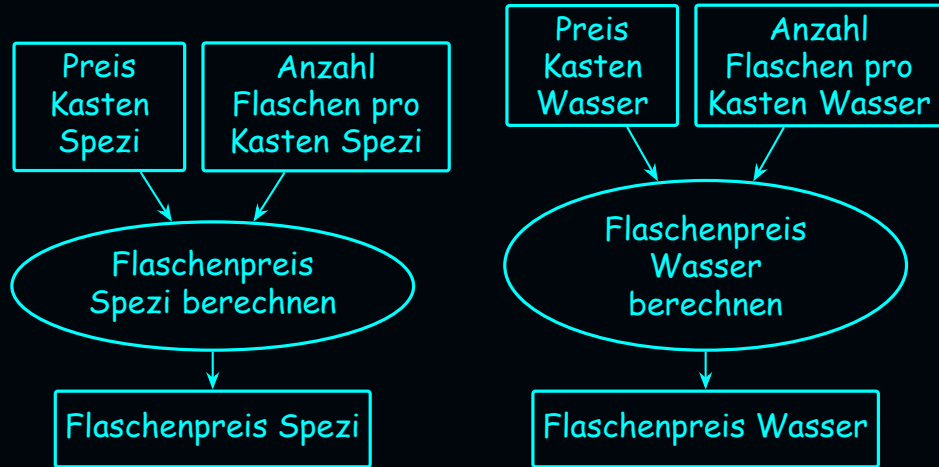 Preis
Kasten
Spezi
Anzahl
Flaschen pro
Kasten Spezi
Flaschenpreis
Spezi berechnen
Flaschenpreis Spezi
Preis
Kasten
Wasser
Anzahl
Flaschen pro
Kasten Wasser
Flaschenpreis
Wasser
berechnen
Flaschenpreis Wasser